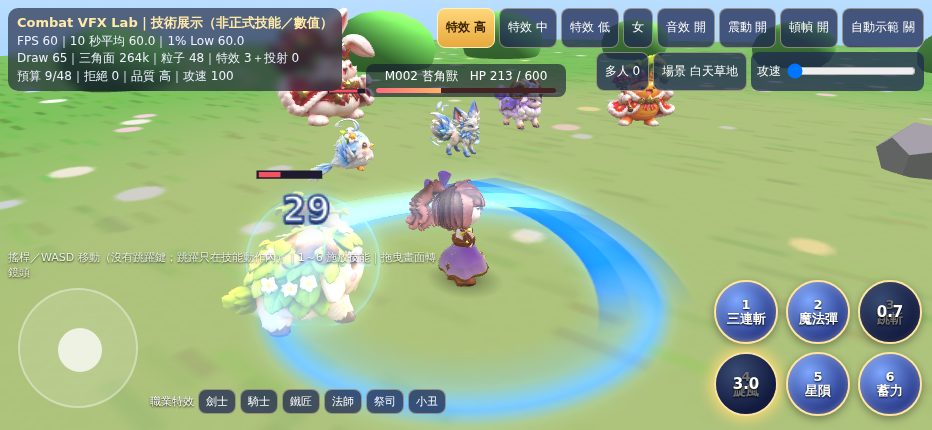 Combat VFX Lab｜技術展示（非正式技能／數值）
FPS 60｜10 秒平均 60.0｜1% Low 60.0
Draw 65｜三角面 264k｜粒子 48｜特效 3＋投射 0
預算 9/48｜拒絕 0｜品質 高｜攻速 100
特效 高
特效 中
特效 低
女
音效 開
震動 開
頓幀 開
自動示範 關
M002 苔角獸 HP 213 / 600
多人 0
場景 白天草地
攻速
29
搖桿／WASD 移動（沒有跳躍鍵；跳躍只在技能動作內）｜1～6 施放技能｜拖曳畫面轉
鏡頭
1
三連斬
2
魔法彈
3
跳斬
0.7
4
旋風
3.0
5
星隕
6
蓄力
職業特效
劍士
騎士
鐵匠
法師
祭司
小丑